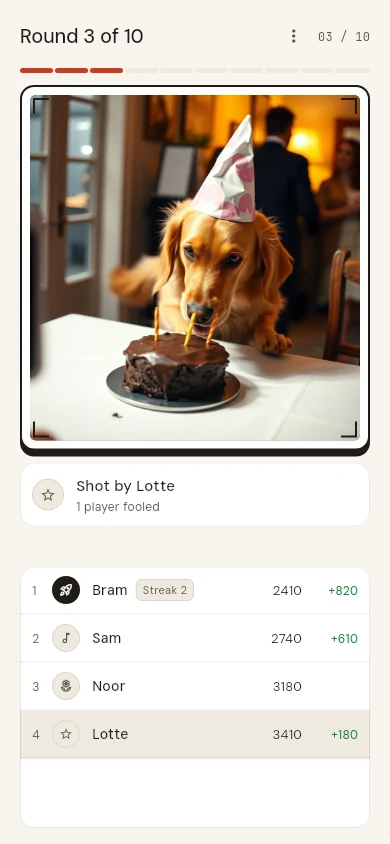 Round 3 of 10
03 / 10
Shot by Lotte
1 player fooled
1 Bram Streak 2 2410 +820
2 Sam 2740 +610
3 Noor 3180
4 Lotte 3410 +180